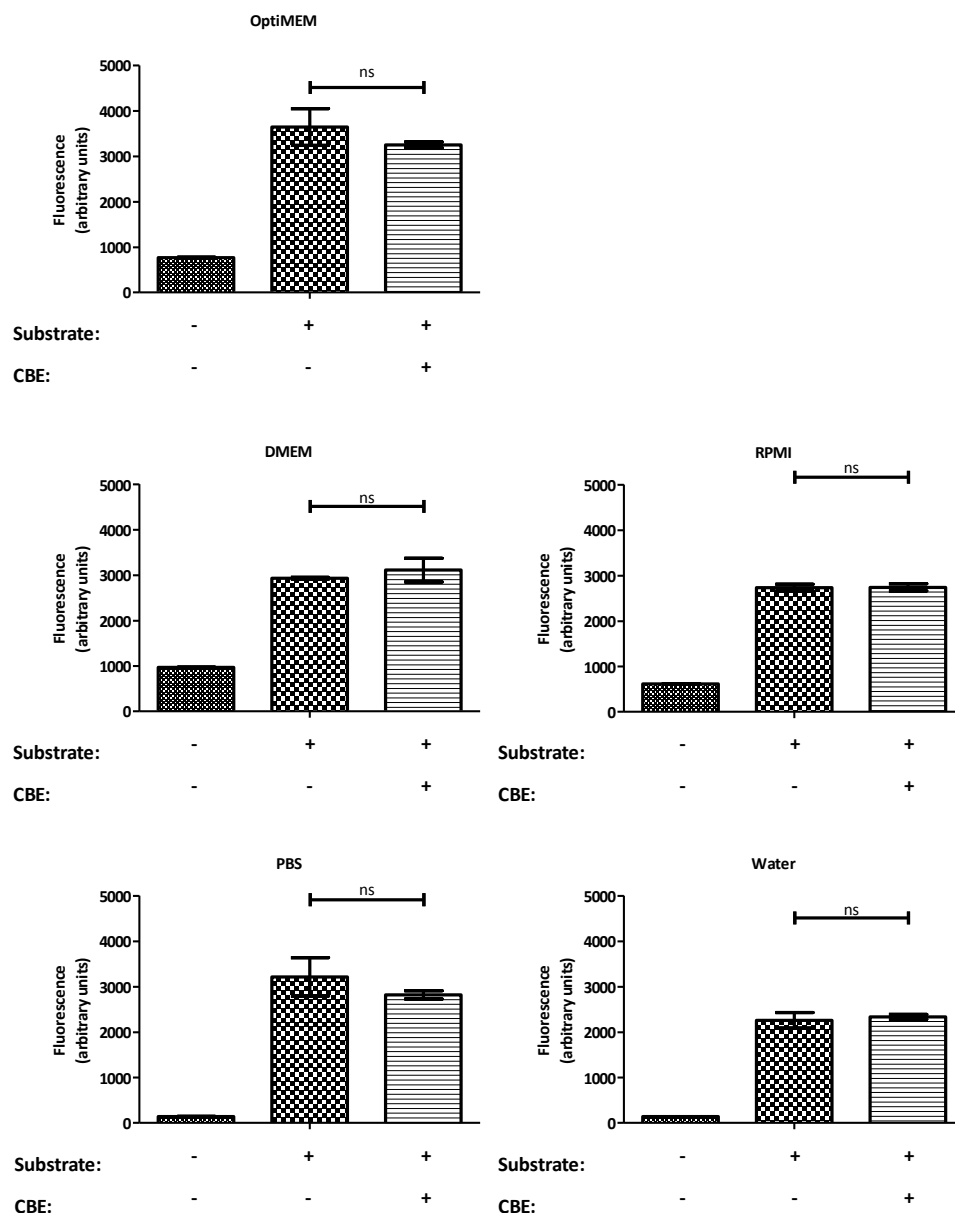 OptiMEM
ns
5000
4000
3000
2000
1000
0
Fluorescence
(arbitrary units)
Substrate: - + +
CBE: - - +
DMEM
ns
5000
4000
3000
2000
1000
0
Fluorescence
(arbitrary units)
Substrate: - + +
CBE: - - +
RPMI
ns
5000
4000
3000
2000
1000
0
Fluorescence
(arbitrary units)
Substrate: - + +
CBE: - - +
PBS
ns
5000
4000
3000
2000
1000
0
Fluorescence
(arbitrary units)
Substrate: - + +
CBE: - - +
Water
ns
5000
4000
3000
2000
1000
0
Fluorescence
(arbitrary units)
Substrate: - + +
CBE: - - +